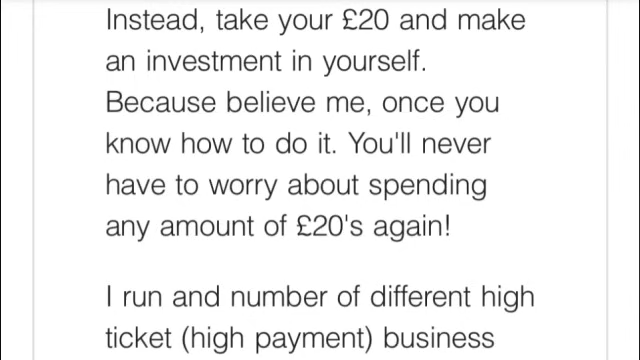 Instead, take your £20 and make
an investment in yourself.
Because believe me, once you
know how to do it. You'll never
have to worry about spending
any amount of £20's again!
I run and number of different high
ticket (high payment) business